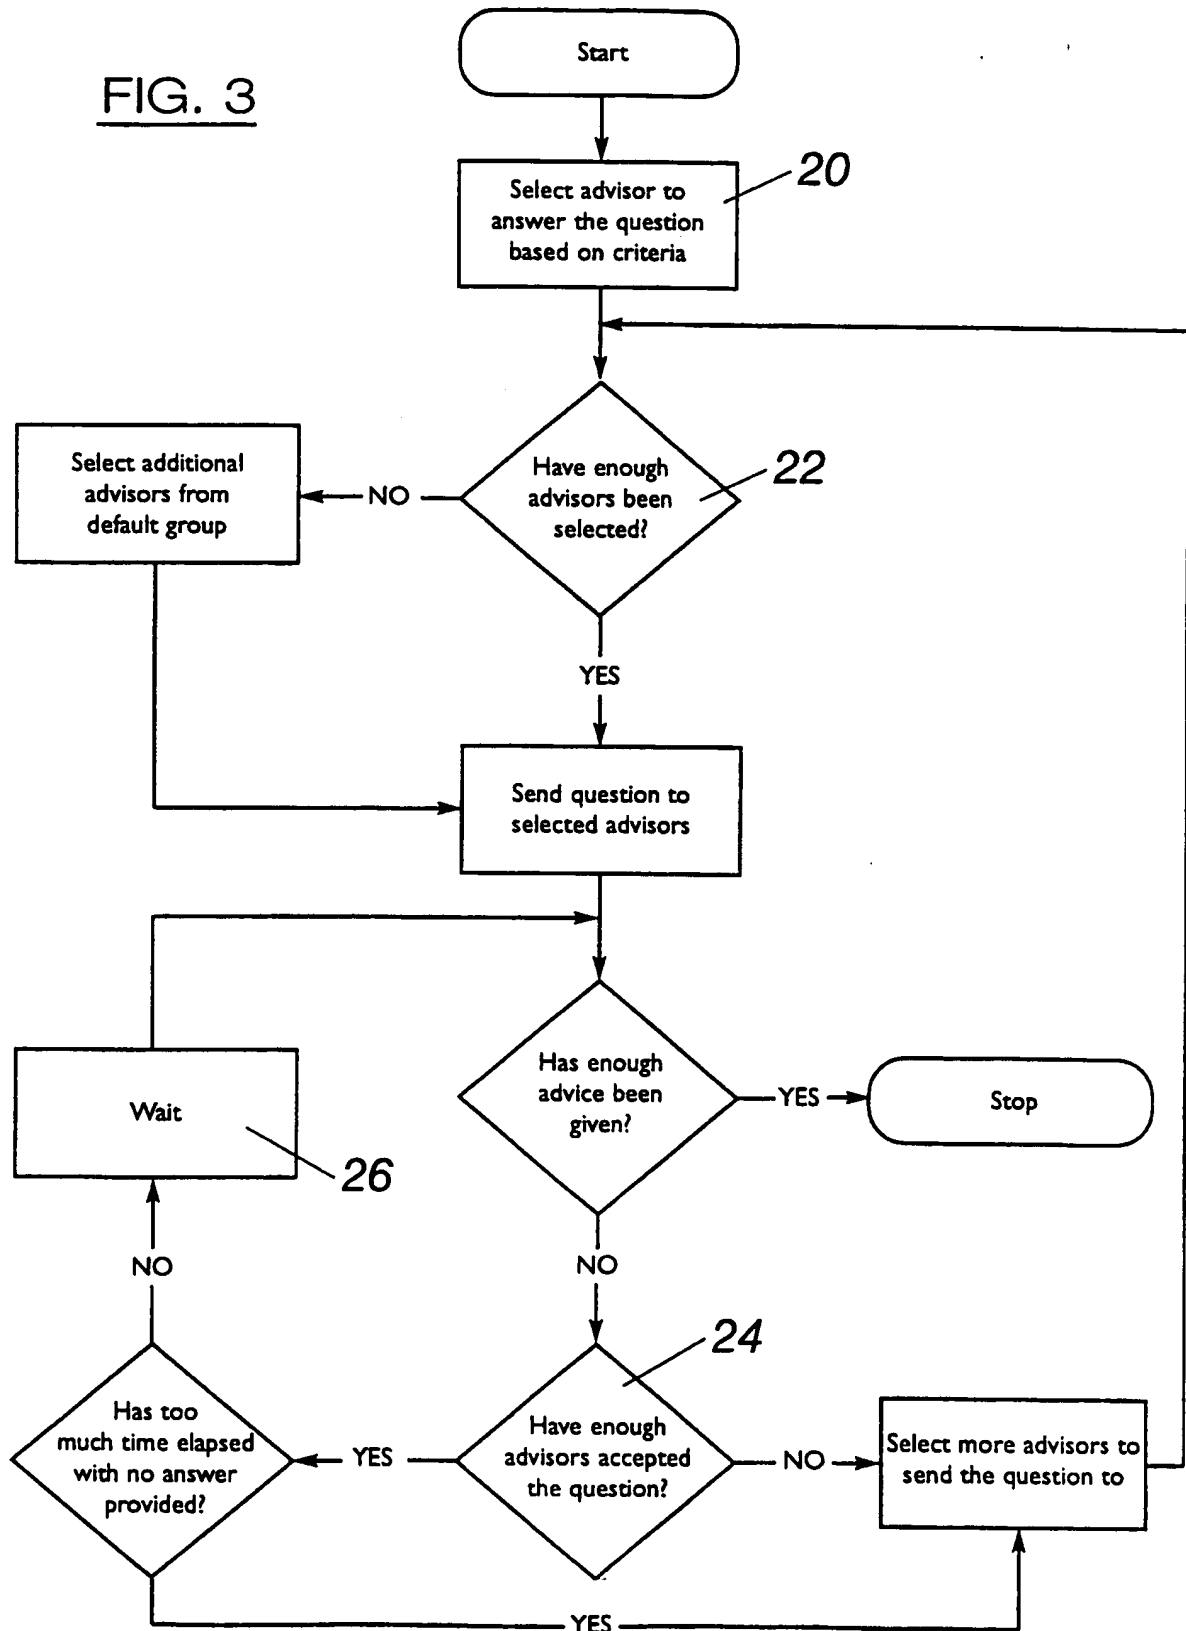 FIG. 3
Start
20
Select advisor to
answer the question
based on criteria
22
Have enough
advisors been
selected?
NO
Select additional
advisors from
default group
YES
Send question to
selected advisors
Has enough
advice been
given?
YES
Stop
Wait
26
NO
NO
24
Has too
much time elapsed
with no answer
provided?
YES
Have enough
advisors accepted
the question?
NO
Select more advisors to
send the question to
YES